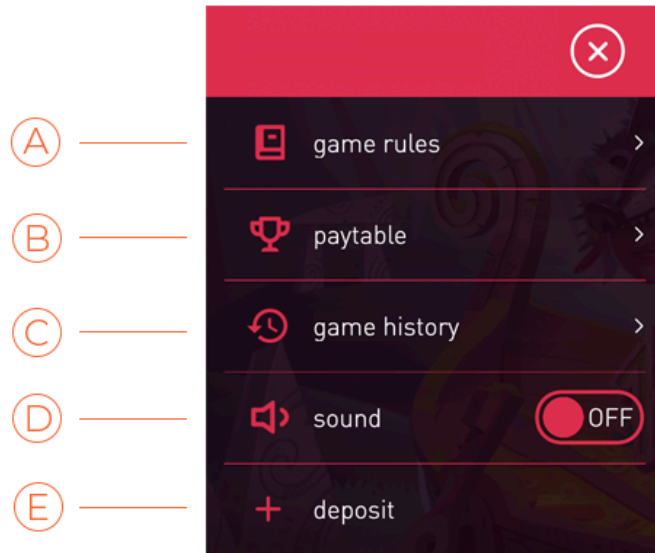 A game rules
B paytable
C game history
D sound OFF
E deposit